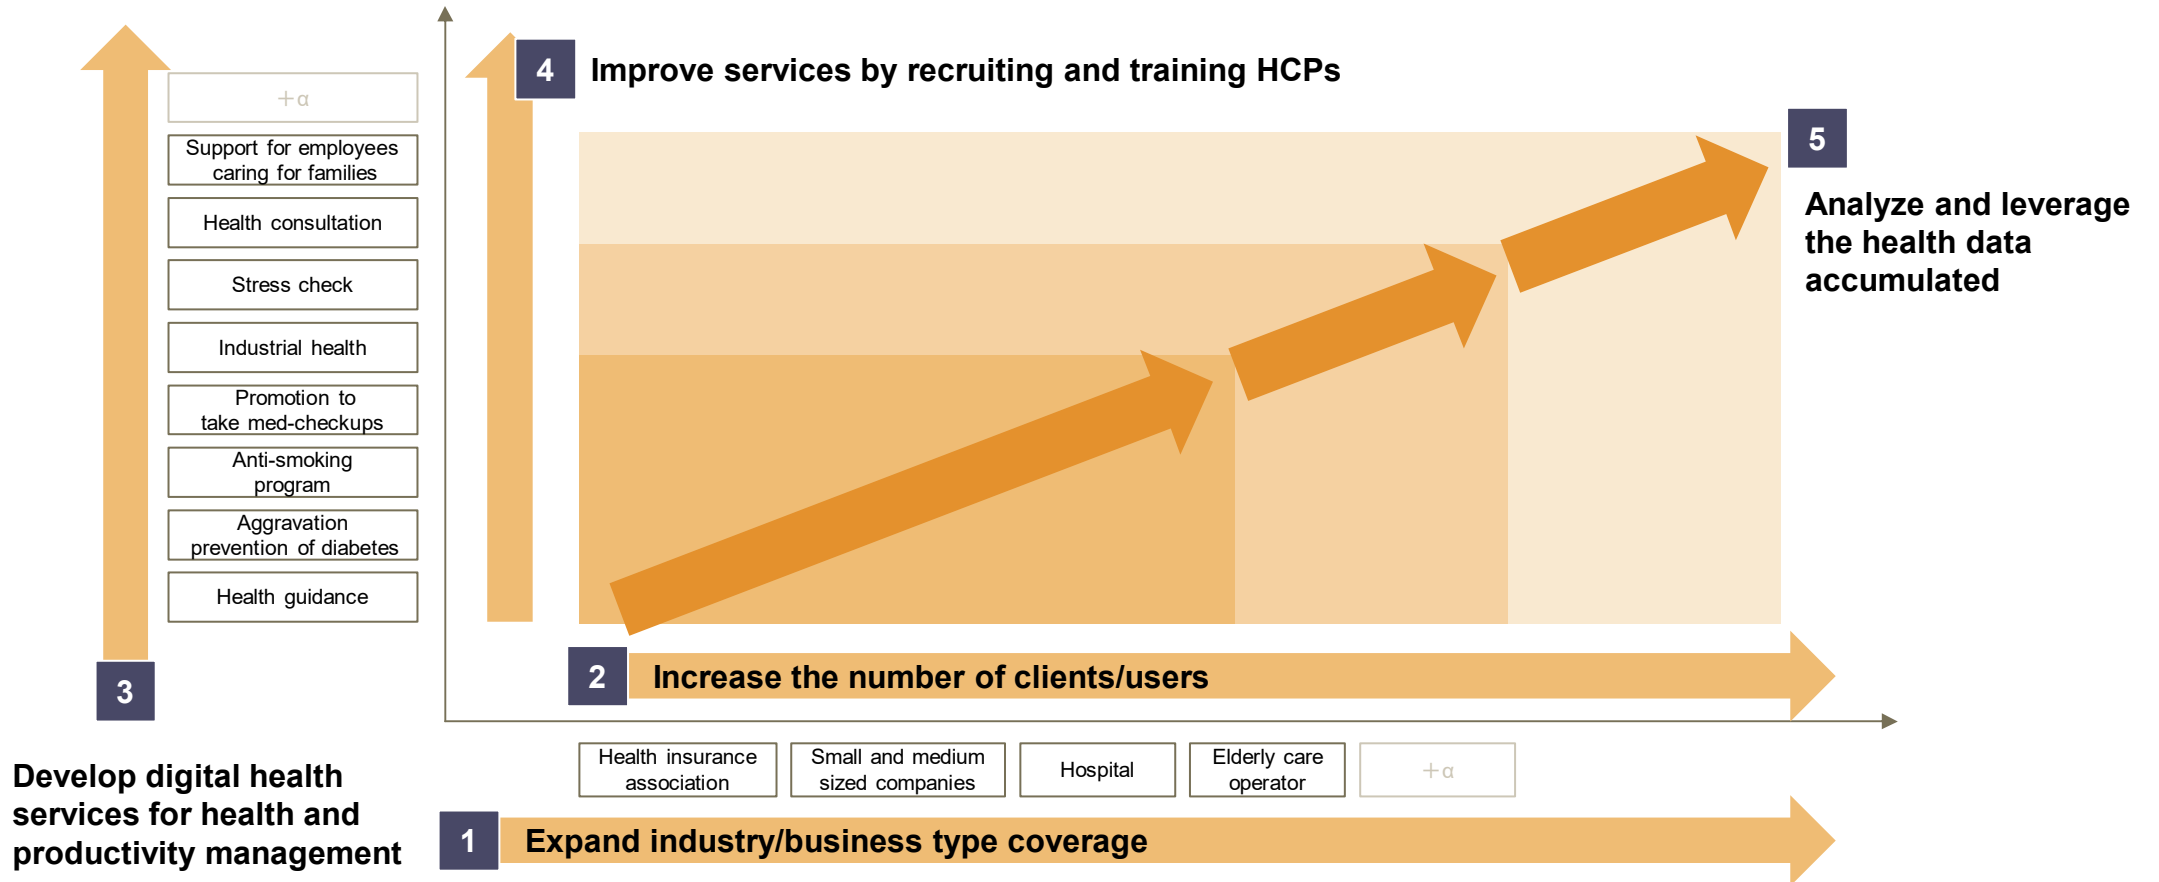 4
Improve services by recruiting and training HCPs
5
Analyze and leverage
the health data
accumulated
+α
Support for employees
caring for families
Health consultation
Stress check
Industrial health
Promotion to
take med-checkups
Anti-smoking
program
Aggravation
prevention of diabetes
Health guidance
3
Develop digital health
services for health and
productivity management
2
Increase the number of clients/users
Health insurance
association
Small and medium
sized companies
Hospital
Elderly care
operator
+α
1
Expand industry/business type coverage